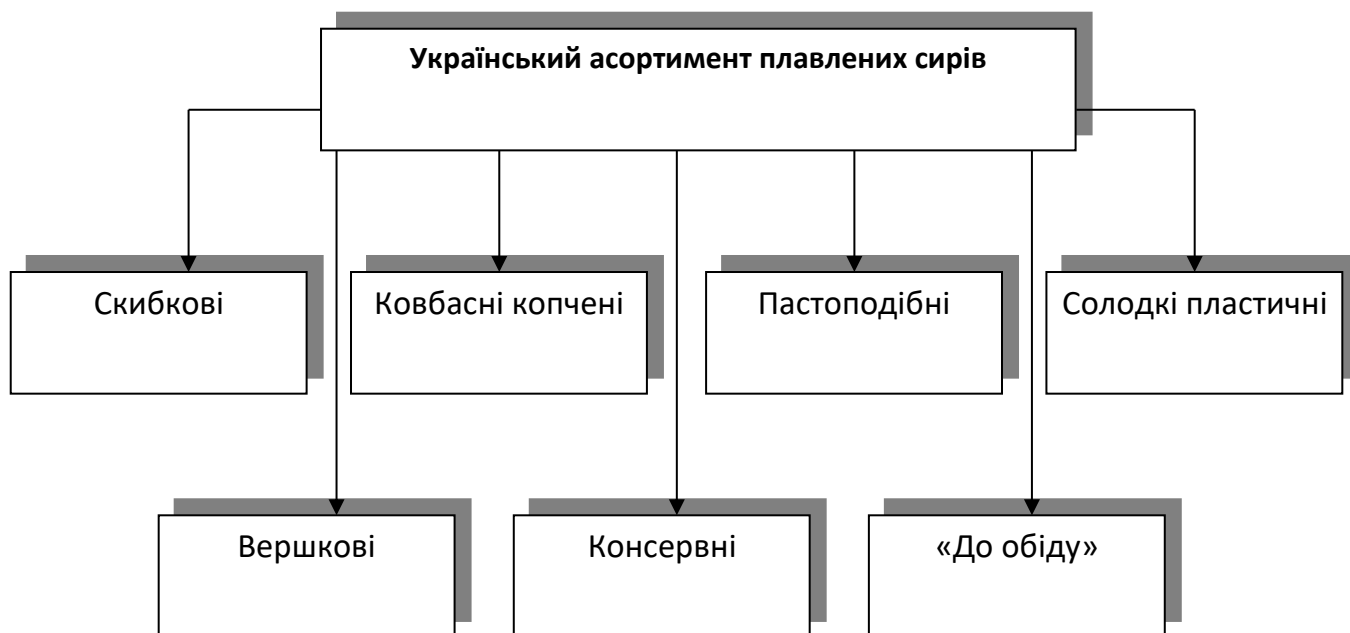 Український асортимент плавлених сирів
Скибкові
Ковбасні копчені
Пастоподібні
Солодкі пластичні
Вершкові
Консервні
«До обіду»